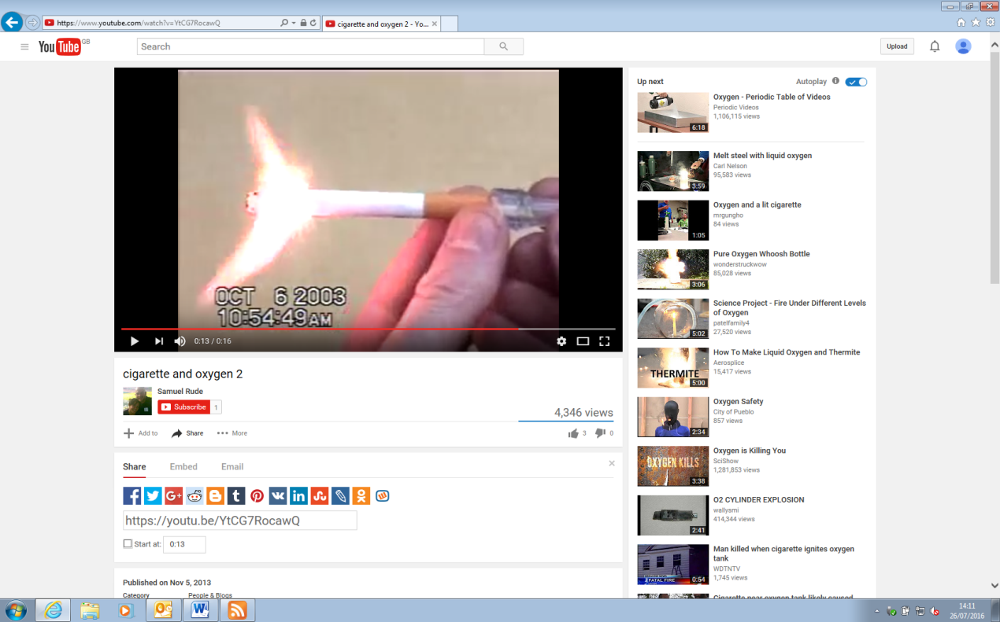 https://www.youtube.com/watch?v=YtCG7RocawQ
cigarette and oxygen 2 - Yo...
YouTube GB
Search
Upload
OCT 6 2003
10:54:49AM
0:13 / 0:16
cigarette and oxygen 2
Samuel Rude
Subscribe 1
4,346 views
Add to Share More
3 0
Share Embed Email
https://youtu.be/YtCG7RocawQ
Start at: 0:13
Published on Nov 5, 2013
Category People & Blogs
Up next Autoplay
Oxygen - Periodic Table of Videos
Periodic Videos
1,106,115 views
6:18
Melt steel with liquid oxygen
Carl Nelson
95,583 views
3:59
Oxygen and a lit cigarette
mrgungho
84 views
1:05
Pure Oxygen Whoosh Bottle
wonderstruckwow
85,028 views
3:06
Science Project - Fire Under Different Levels
of Oxygen
patelfamily4
27,520 views
5:02
How To Make Liquid Oxygen and Thermite
Aerosplice
15,417 views
THERMITE
5:00
Oxygen Safety
City of Pueblo
857 views
2:34
Oxygen is Killing You
SciShow
1,281,853 views
OXYGEN KILLS
3:38
O2 CYLINDER EXPLOSION
wallysmi
414,344 views
2:41
Man killed when cigarette ignites oxygen
tank
WDTNTV
1,745 views
FATAL FIRE
0:54
Cigarette near oxygen tank likely caused
14:11
26/07/2016